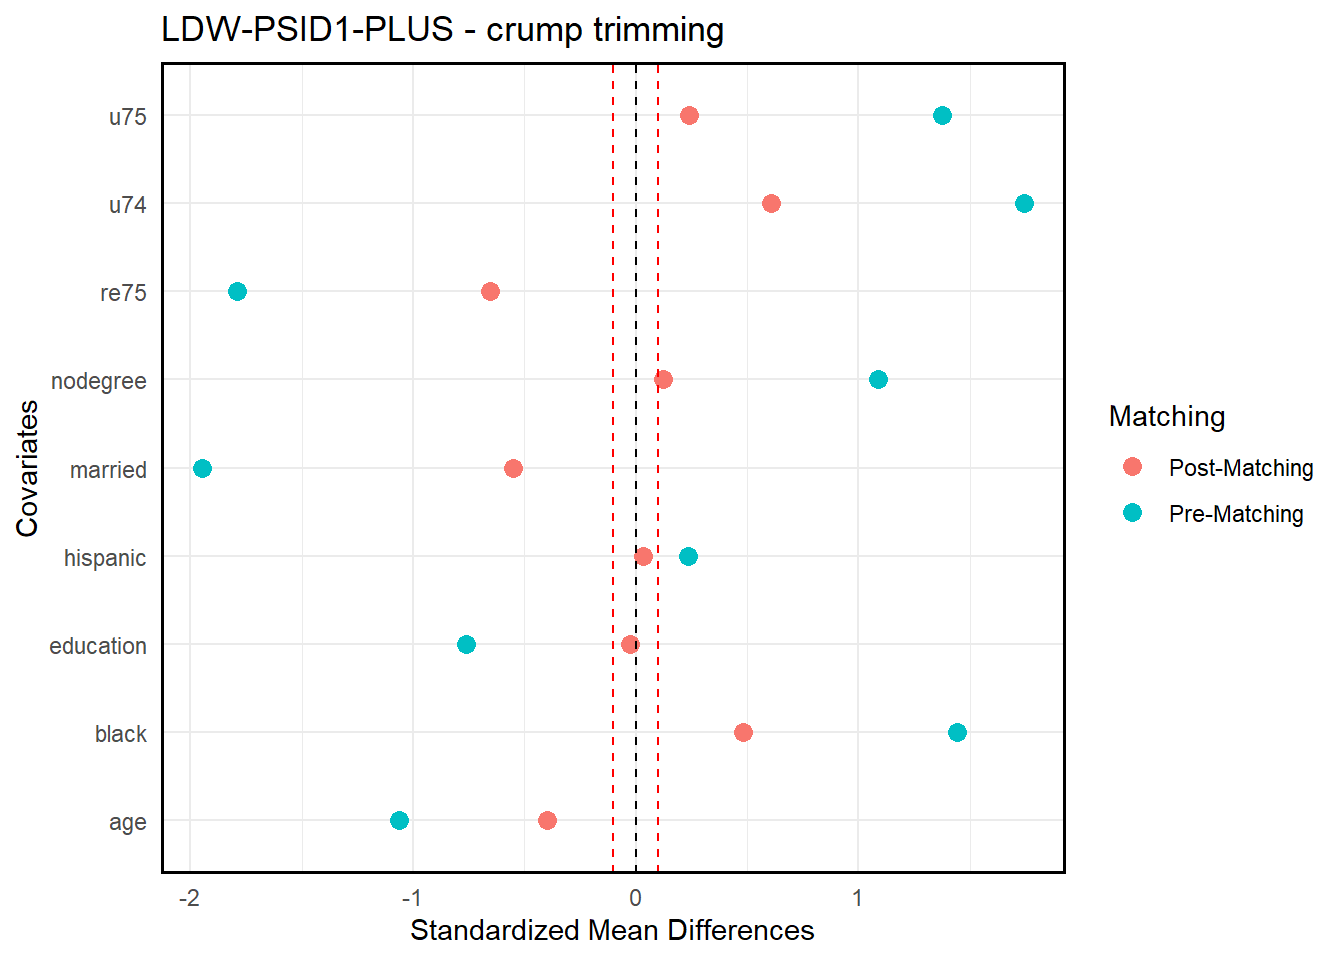 LDW-PSID1-PLUS - crump trimming
u75
u74
re75
nodegree
married
hispanic
education
black
age
Covariates
-2
-1
0
1
Standardized Mean Differences
Matching
Post-Matching
Pre-Matching